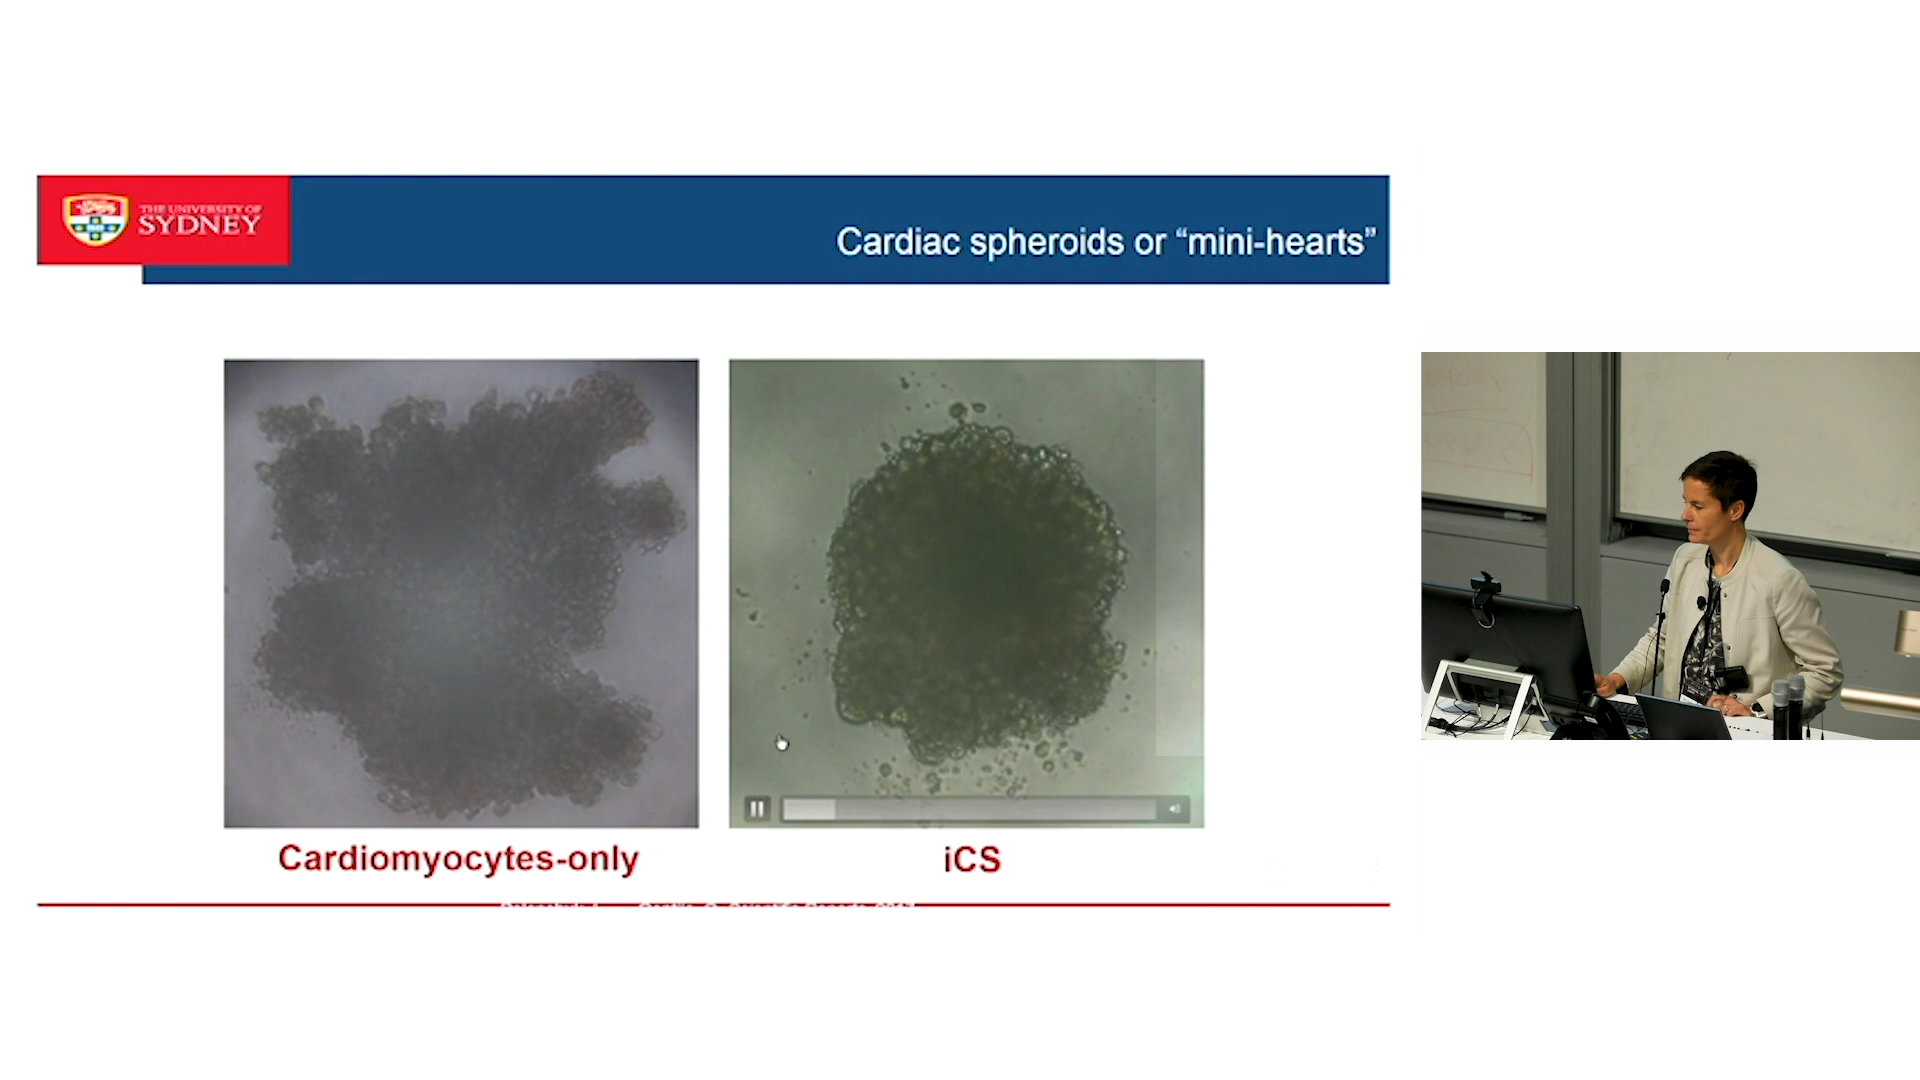 THE UNIVERSITY OF
SYDNEY
Cardiac spheroids or “mini-hearts”
Cardiomyocytes-only
iCS